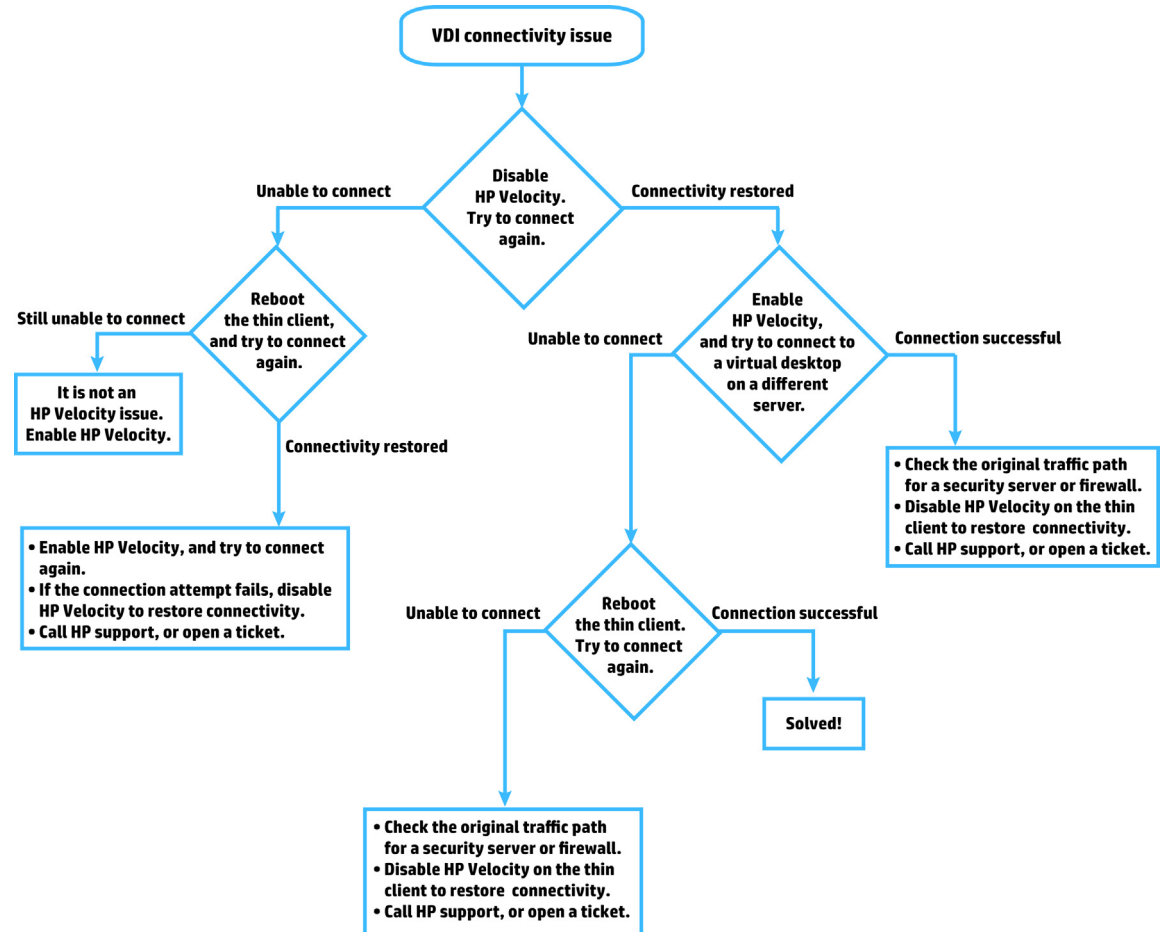 VDI connectivity issue
Disable
HP Velocity.
Try to connect
again.
Unable to connect
Connectivity restored
Reboot
the thin client,
and try to connect
again.
Still unable to connect
It is not an
HP Velocity issue.
Enable HP Velocity.
Connectivity restored
• Enable HP Velocity, and try to connect
again.
• If the connection attempt fails, disable
HP Velocity to restore connectivity.
• Call HP support, or open a ticket.
Enable
HP Velocity,
and try to connect to
a virtual desktop
on a different
server.
Unable to connect
Connection successful
• Check the original traffic path
for a security server or firewall.
• Disable HP Velocity on the thin
client to restore connectivity.
• Call HP support, or open a ticket.
Reboot
the thin client.
Try to connect
again.
Unable to connect
Connection successful
Solved!
• Check the original traffic path
for a security server or firewall.
• Disable HP Velocity on the thin
client to restore connectivity.
• Call HP support, or open a ticket.